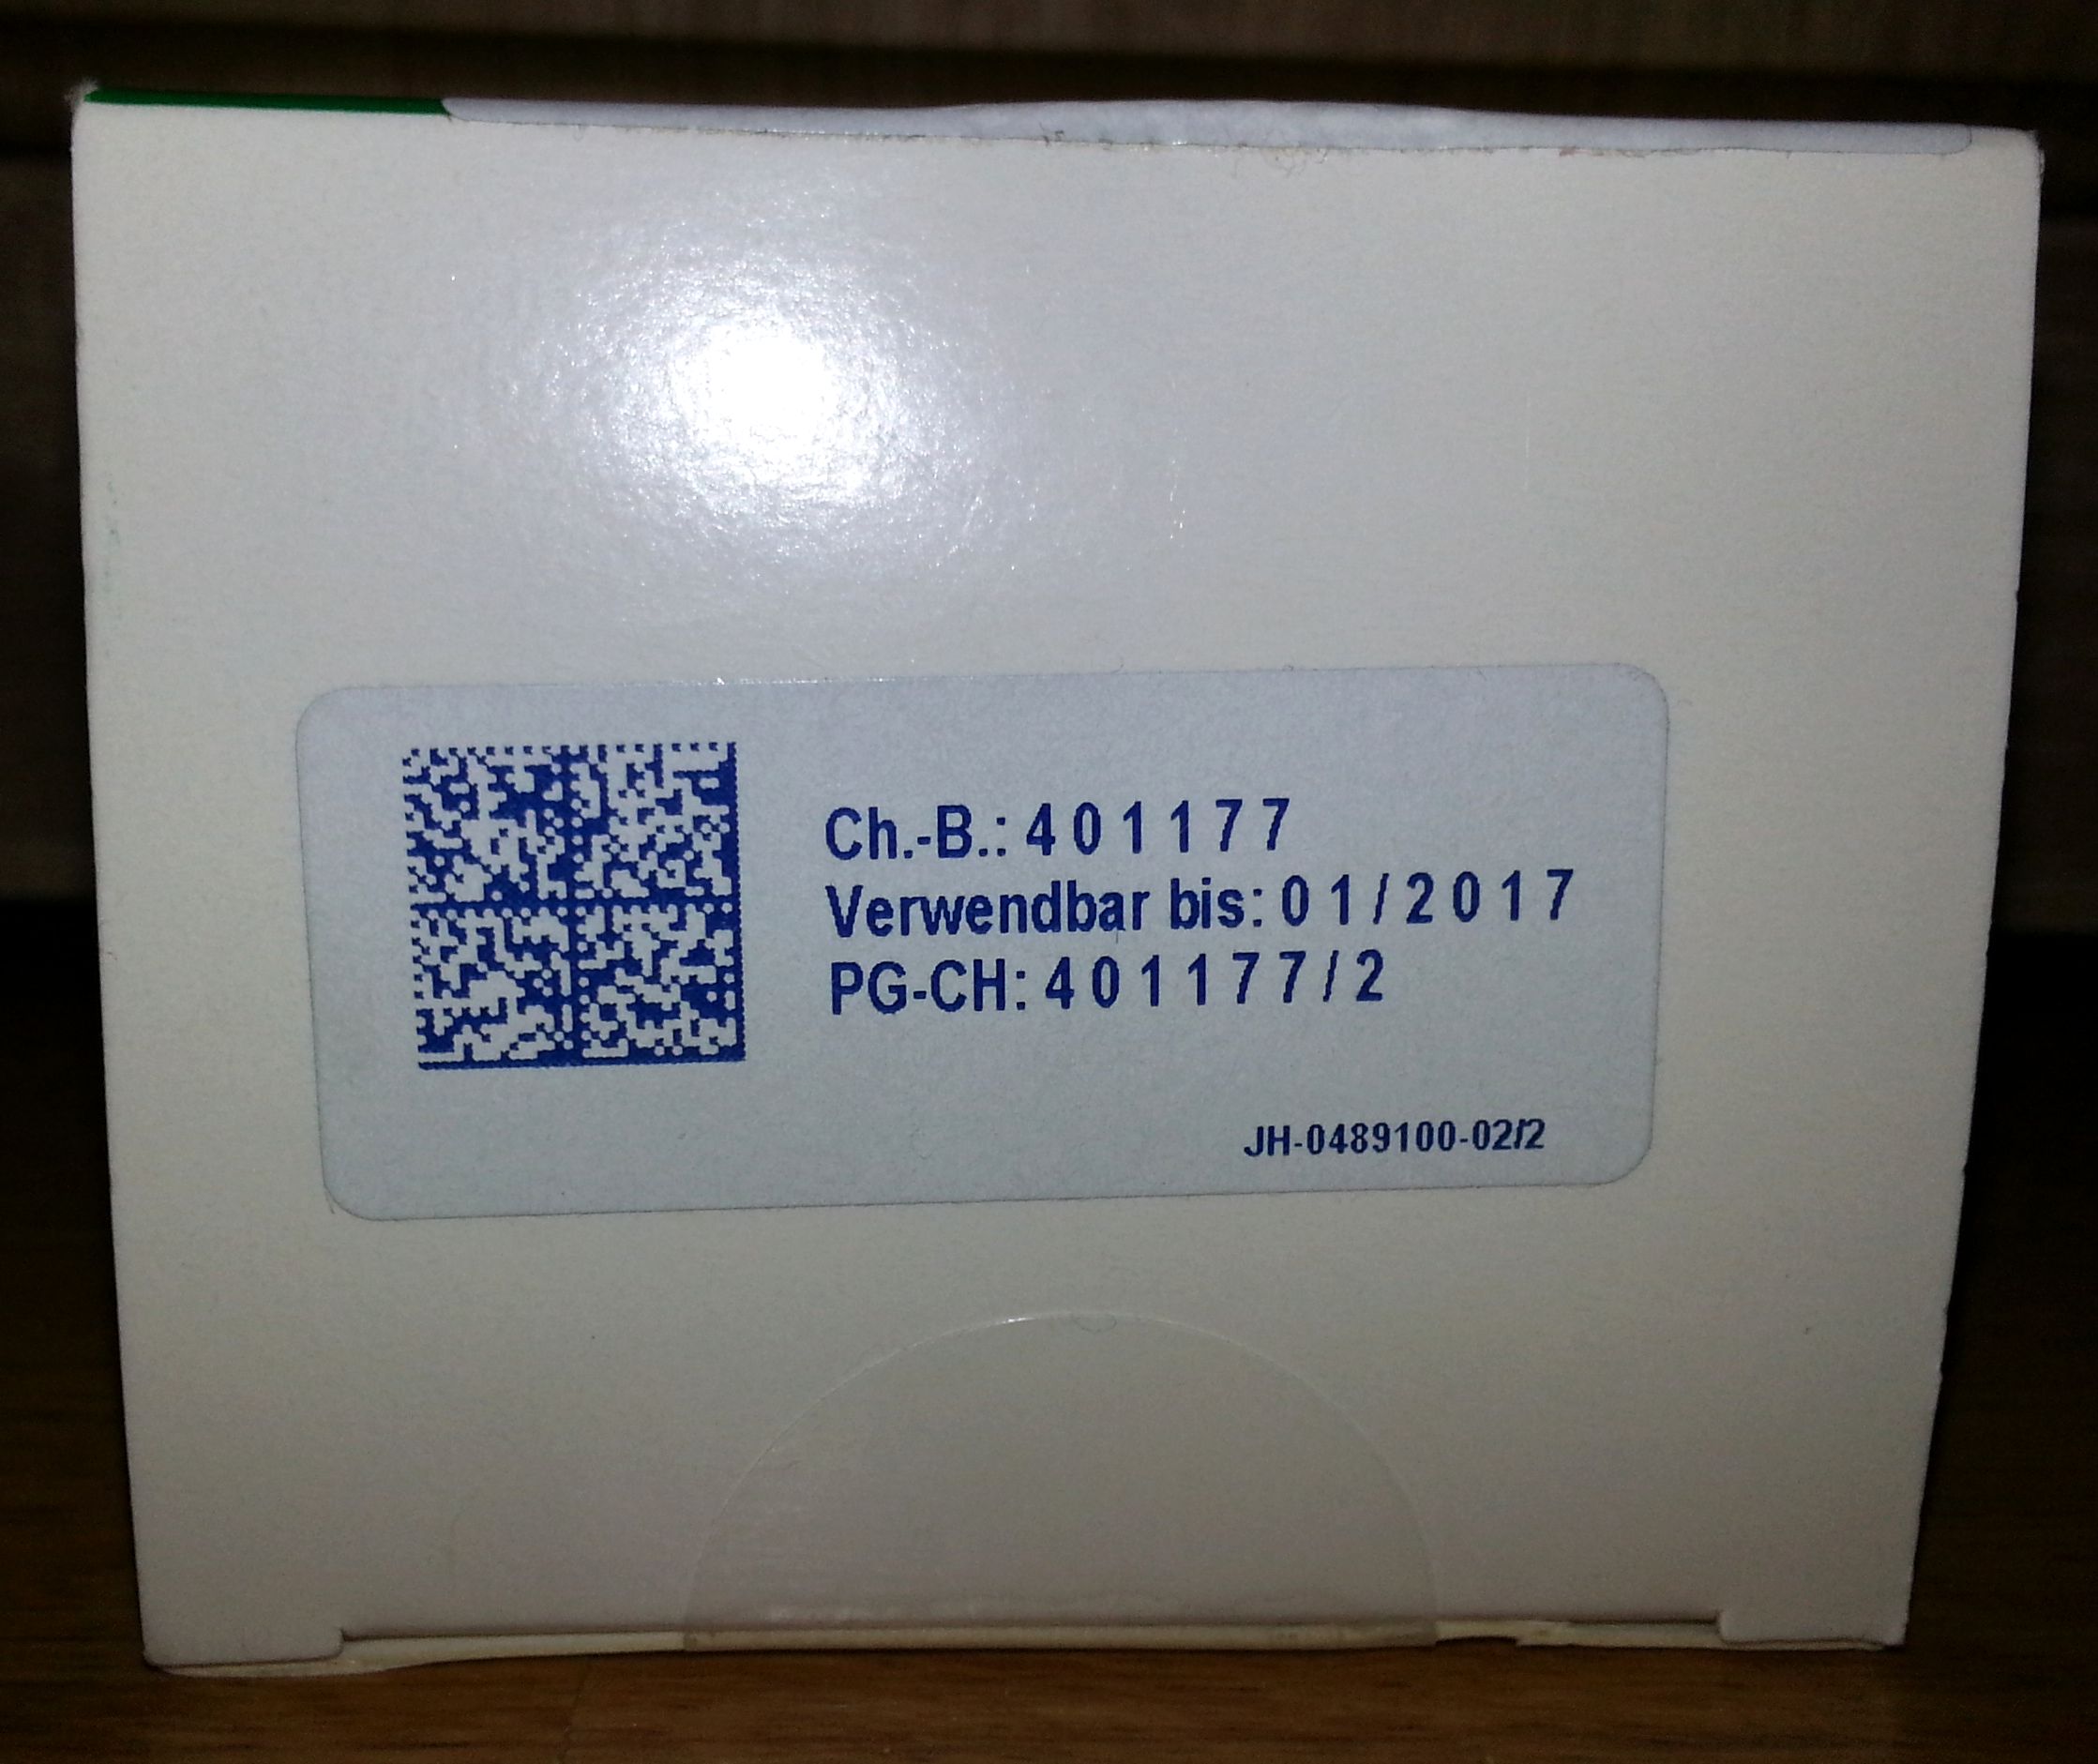 Ch.-B.: 401177
Verwendbar bis: 01/2017
PG-CH: 401177/2
JH-0489100-02/2